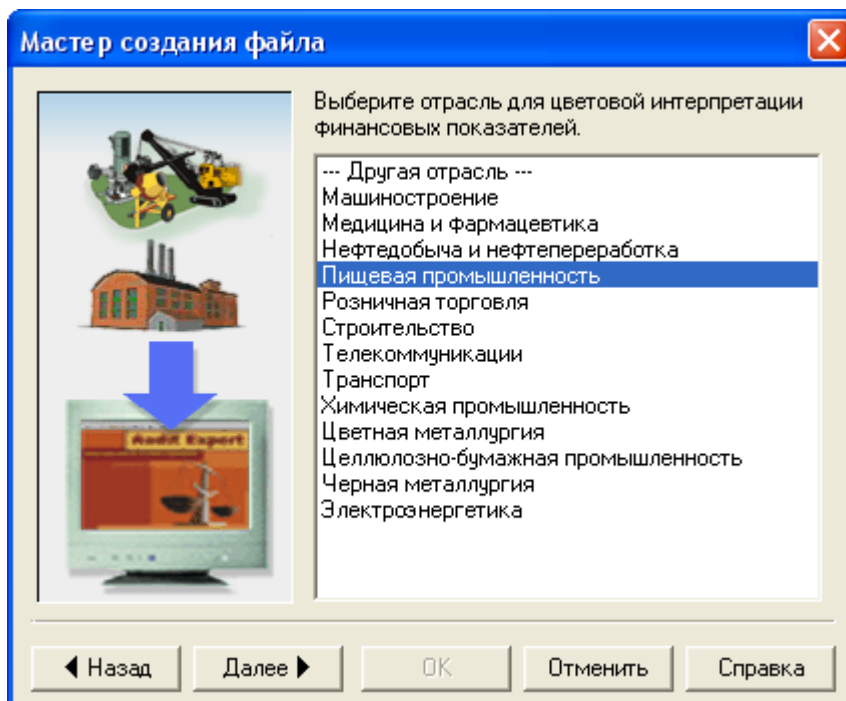 Мастер создания файла
Выберите отрасль для цветовой интерпретации
финансовых показателей.
--- Другая отрасль ---
Машиностроение
Медицина и фармацевтика
Нефтедобыча и нефтепереработка
Пищевая промышленность
Розничная торговля
Строительство
Телекоммуникации
Транспорт
Химическая промышленность
Цветная металлургия
Целлюлозно-бумажная промышленность
Черная металлургия
Электроэнергетика
Audit Expert
Назад
Далее
OK
Отменить
Справка